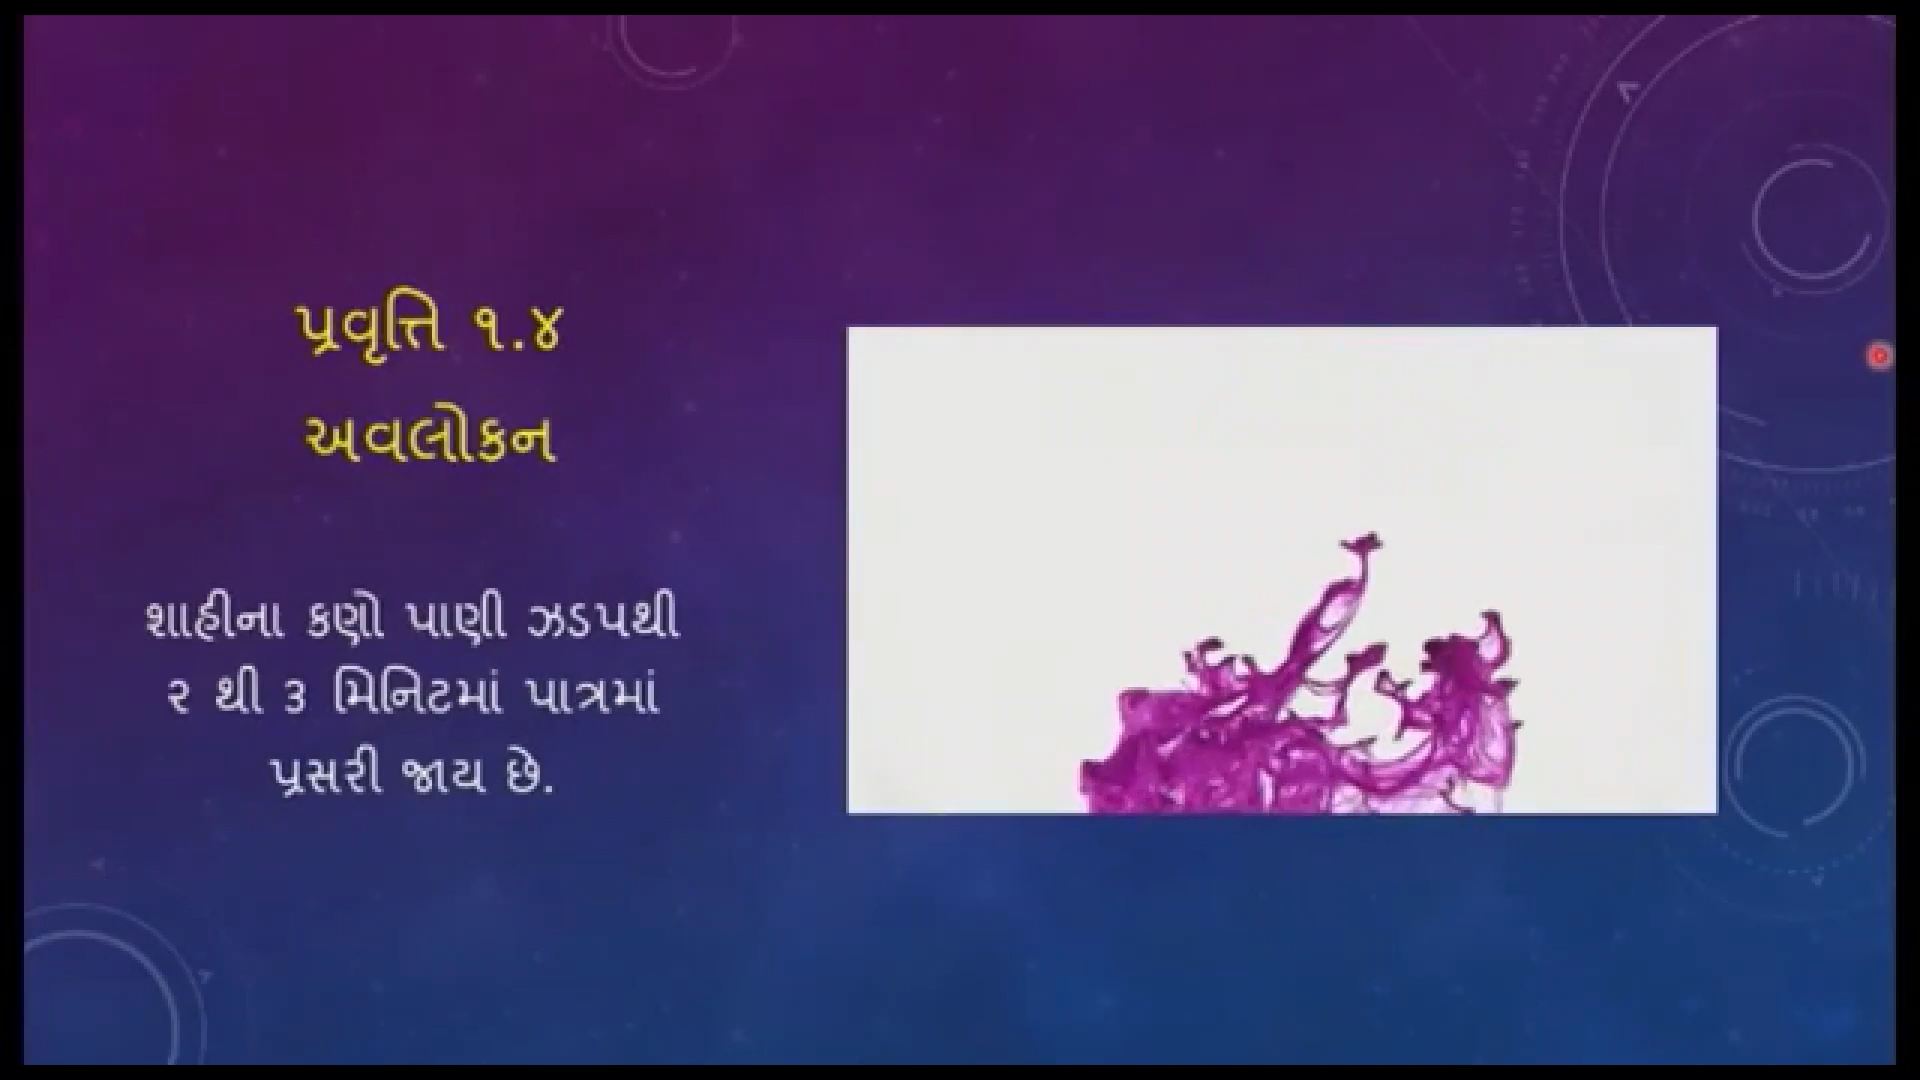 પ્રવૃત્તિ ૧.૪
અવલોકન
શાહીના કણો પાણી ઝડપથી
૨ થી ૩ મિનિટમાં પાત્રમાં
પ્રસરી જાય છે.